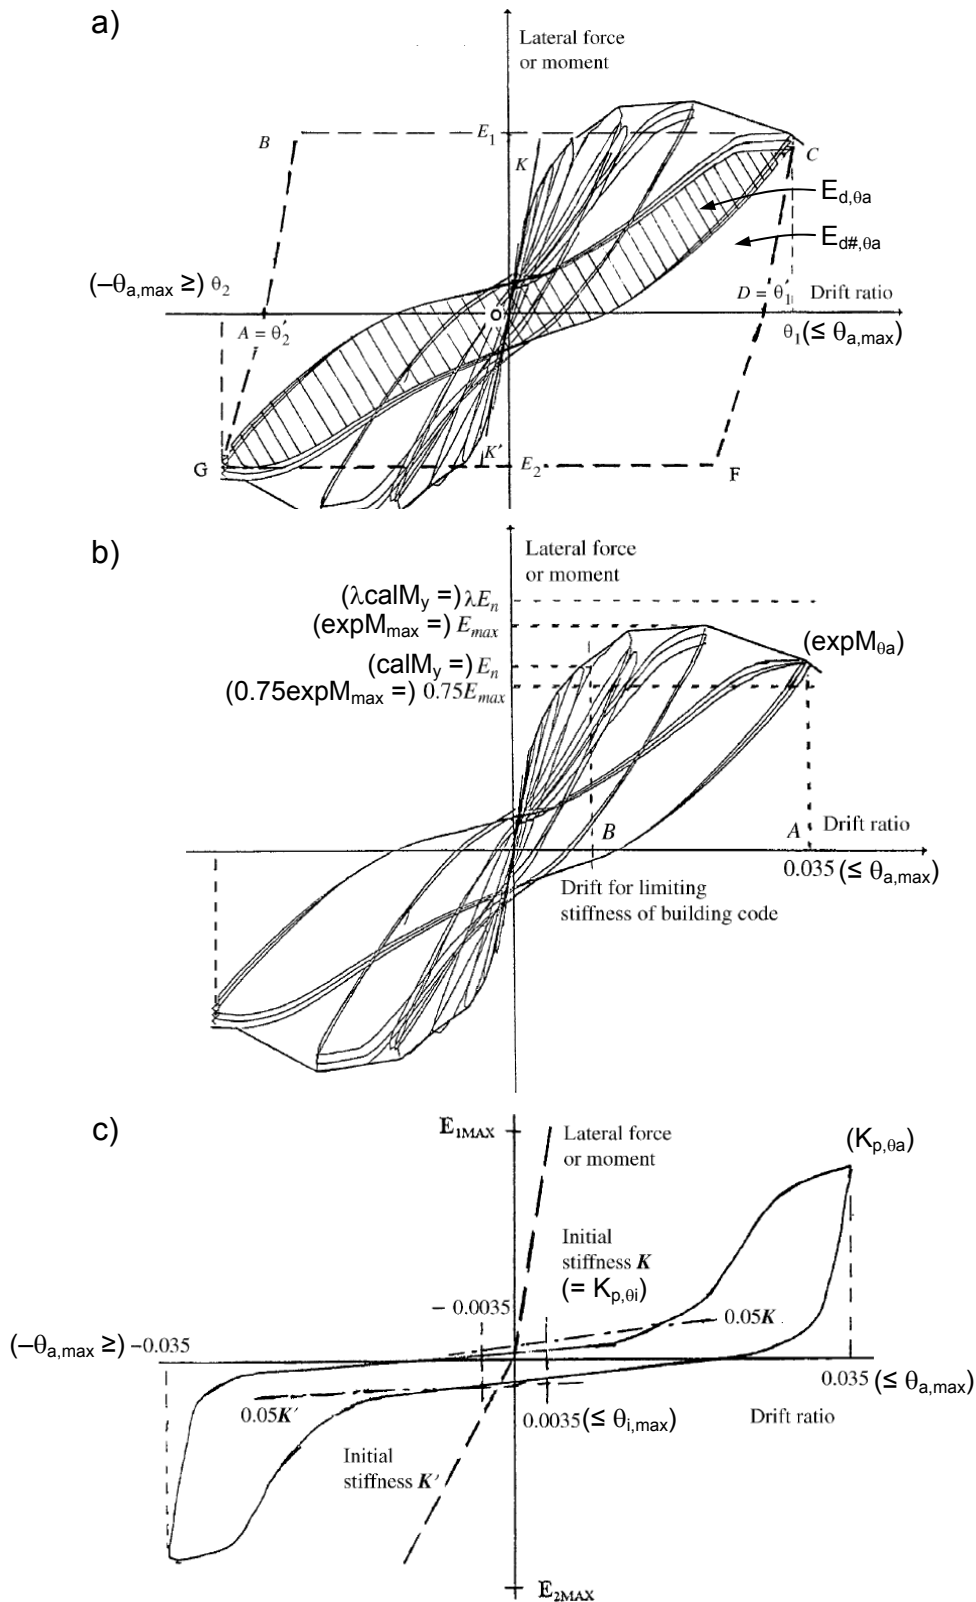 a)
Lateral force
or moment
B
E1
K
C
Ed,θa
Ed#,θa
(–θa,max ≥) θ2
D = θ'1
Drift ratio
A = θ'2
O
θ1 (≤ θa,max)
G
K'
E2
F
b)
Lateral force
or moment
(λcalMy =) λEn
(expMmax =) Emax
(expMθa)
(calMy =) En
(0.75expMmax =) 0.75Emax
B
A
Drift ratio
0.035 (≤ θa,max)
Drift for limiting
stiffness of building code
c)
E1MAX
Lateral force
or moment
(Kp,θa)
Initial
stiffness K
(= Kp,θi)
– 0.0035
0.05K
(–θa,max ≥) -0.035
0.035 (≤ θa,max)
0.05K'
0.0035 (≤ θi,max)
Drift ratio
Initial
stiffness K'
E2MAX